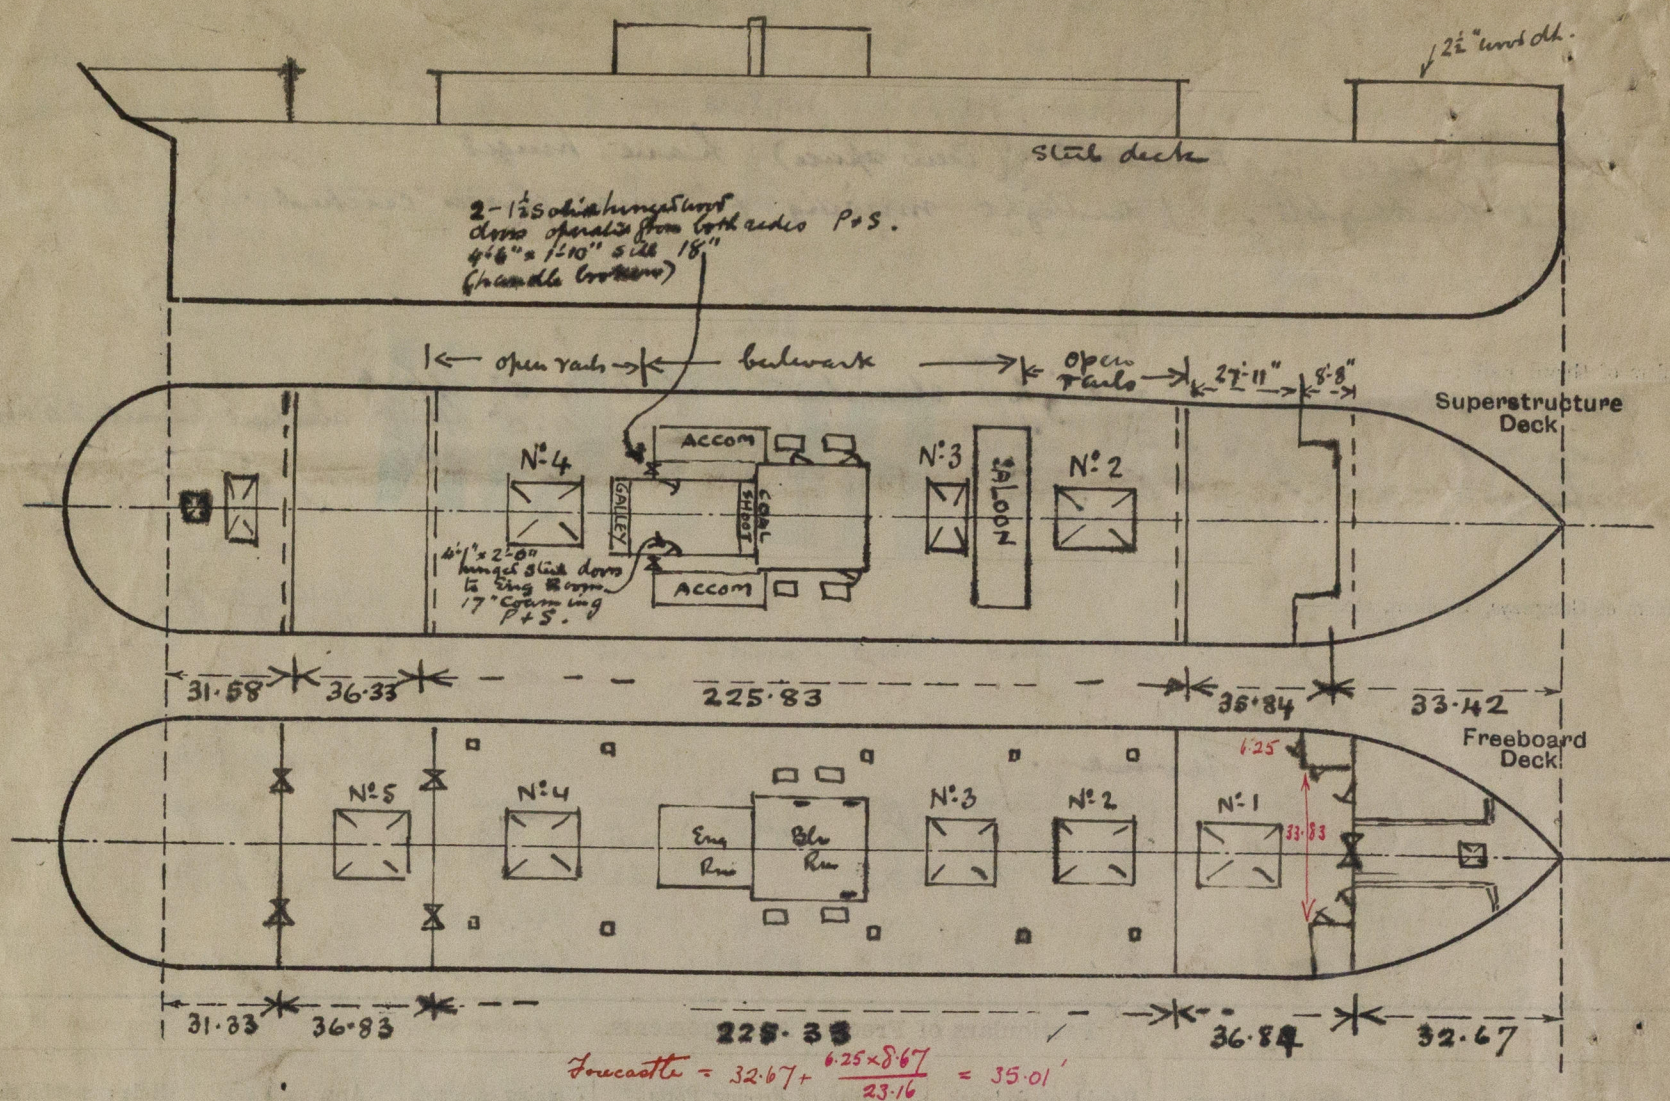 2½" wood dk.
Steel deck
2-1½ solid hinged wood
doors operated from both sides P+S.
4'-6" x 1'-10" sill 18"
(handle broken)
open rails
bulwark
open
rails
27'-11"
8'-8"
Superstructure
Deck
ACCOM
Nº 4
Nº 3
Nº 2
GALLEY
COAL
SHOOT
SALOON
4'-1" x 2'-0"
hinged steel doors
to Eng Room
17" Coaming
P+S.
ACCOM
31.58
36.33
225.83
35.84
33.42
Freeboard
Deck
6.25
Nº 5
Nº 4
Nº 3
Nº 2
Nº 1
33.83
Eng
Rm
Blr
Rm
31.33
36.83
225.33
36.84
32.67
Forecastle = 32.67 + 6.25 x 8.67 / 23.16 = 35.01'